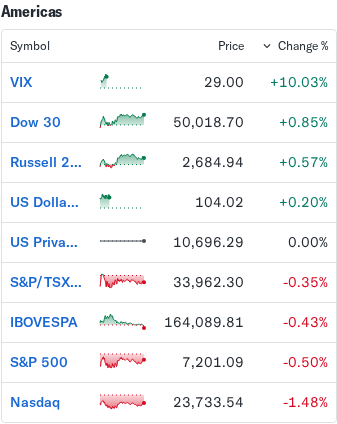 Americas
Symbol Price Change %
VIX 29.00 +10.03%
Dow 30 50,018.70 +0.85%
Russell 2... 2,684.94 +0.57%
US Dolla... 104.02 +0.20%
US Priva... 10,696.29 0.00%
S&P/TSX... 33,962.30 -0.35%
IBOVESPA 164,089.81 -0.43%
S&P 500 7,201.09 -0.50%
Nasdaq 23,733.54 -1.48%